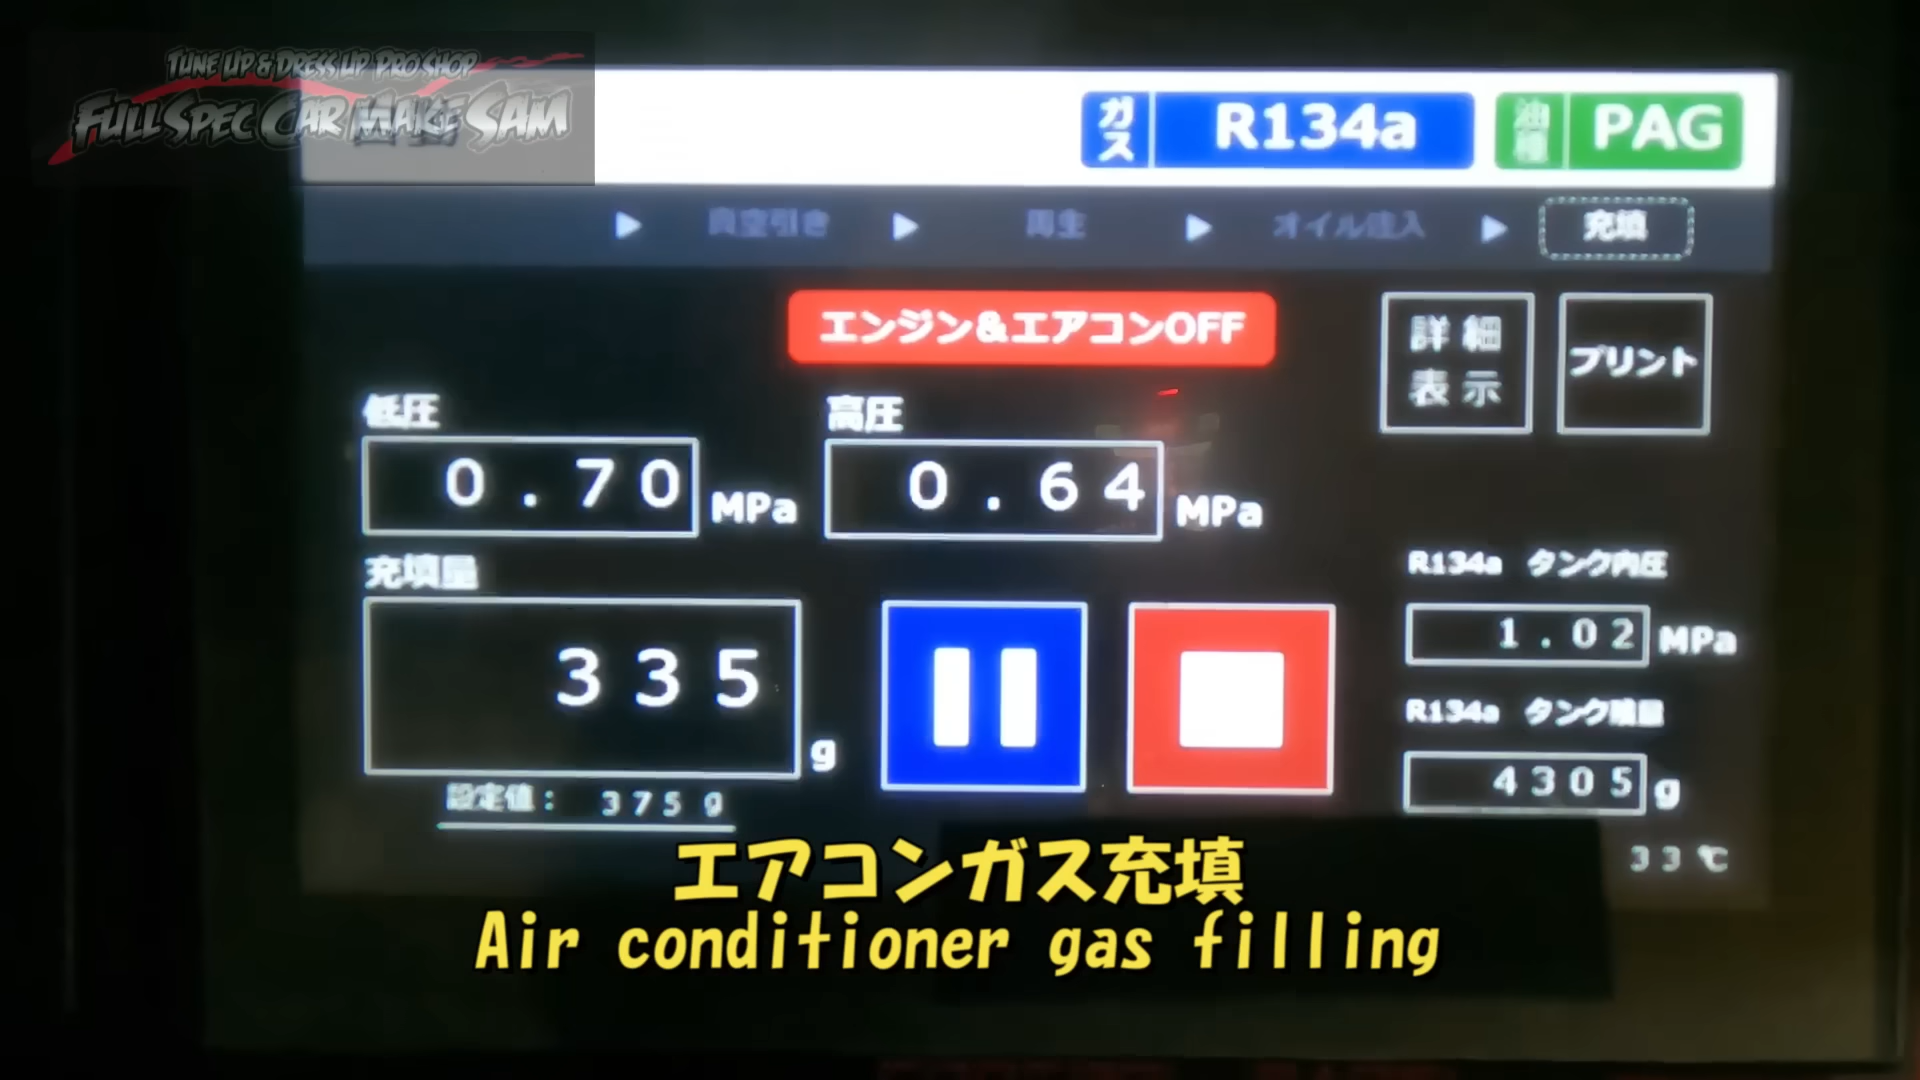 TUNE UP & DRESS UP PRO SHOP
FULL SPEC CAR MAKE SAM
ガス R134a 油種 PAG
▶ 真空引き ▶ 再生 ▶ オイル注入 ▶ 充填
エンジン&エアコンOFF
詳細表示
プリント
低圧
0.70 MPa
高圧
0.64 MPa
充填量
335 g
設定値： 375g
R134a タンク内圧
1.02 MPa
R134a タンク残量
4305 g
33℃
エアコンガス充填
Air conditioner gas filling